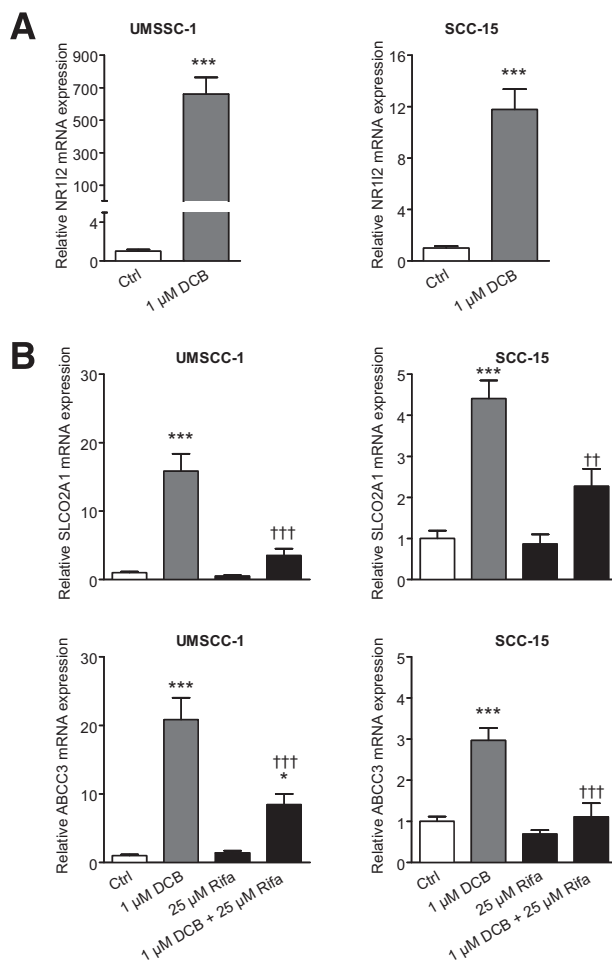 A
UMSSC-1
Relative NR1I2 mRNA expression
900
700
500
300
100
4
0
***
Ctrl
1 µM DCB
SCC-15
Relative NR1I2 mRNA expression
16
12
8
4
0
***
Ctrl
1 µM DCB
B
UMSCC-1
Relative SLCO2A1 mRNA expression
30
20
10
0
***
†††
SCC-15
Relative SLCO2A1 mRNA expression
5
4
3
2
1
0
***
††
UMSCC-1
Relative ABCC3 mRNA expression
30
20
10
0
***
†††
*
Ctrl
1 µM DCB
25 µM Rifa
1 µM DCB + 25 µM Rifa
SCC-15
Relative ABCC3 mRNA expression
5
4
3
2
1
0
***
†††
Ctrl
1 µM DCB
25 µM Rifa
1 µM DCB + 25 µM Rifa